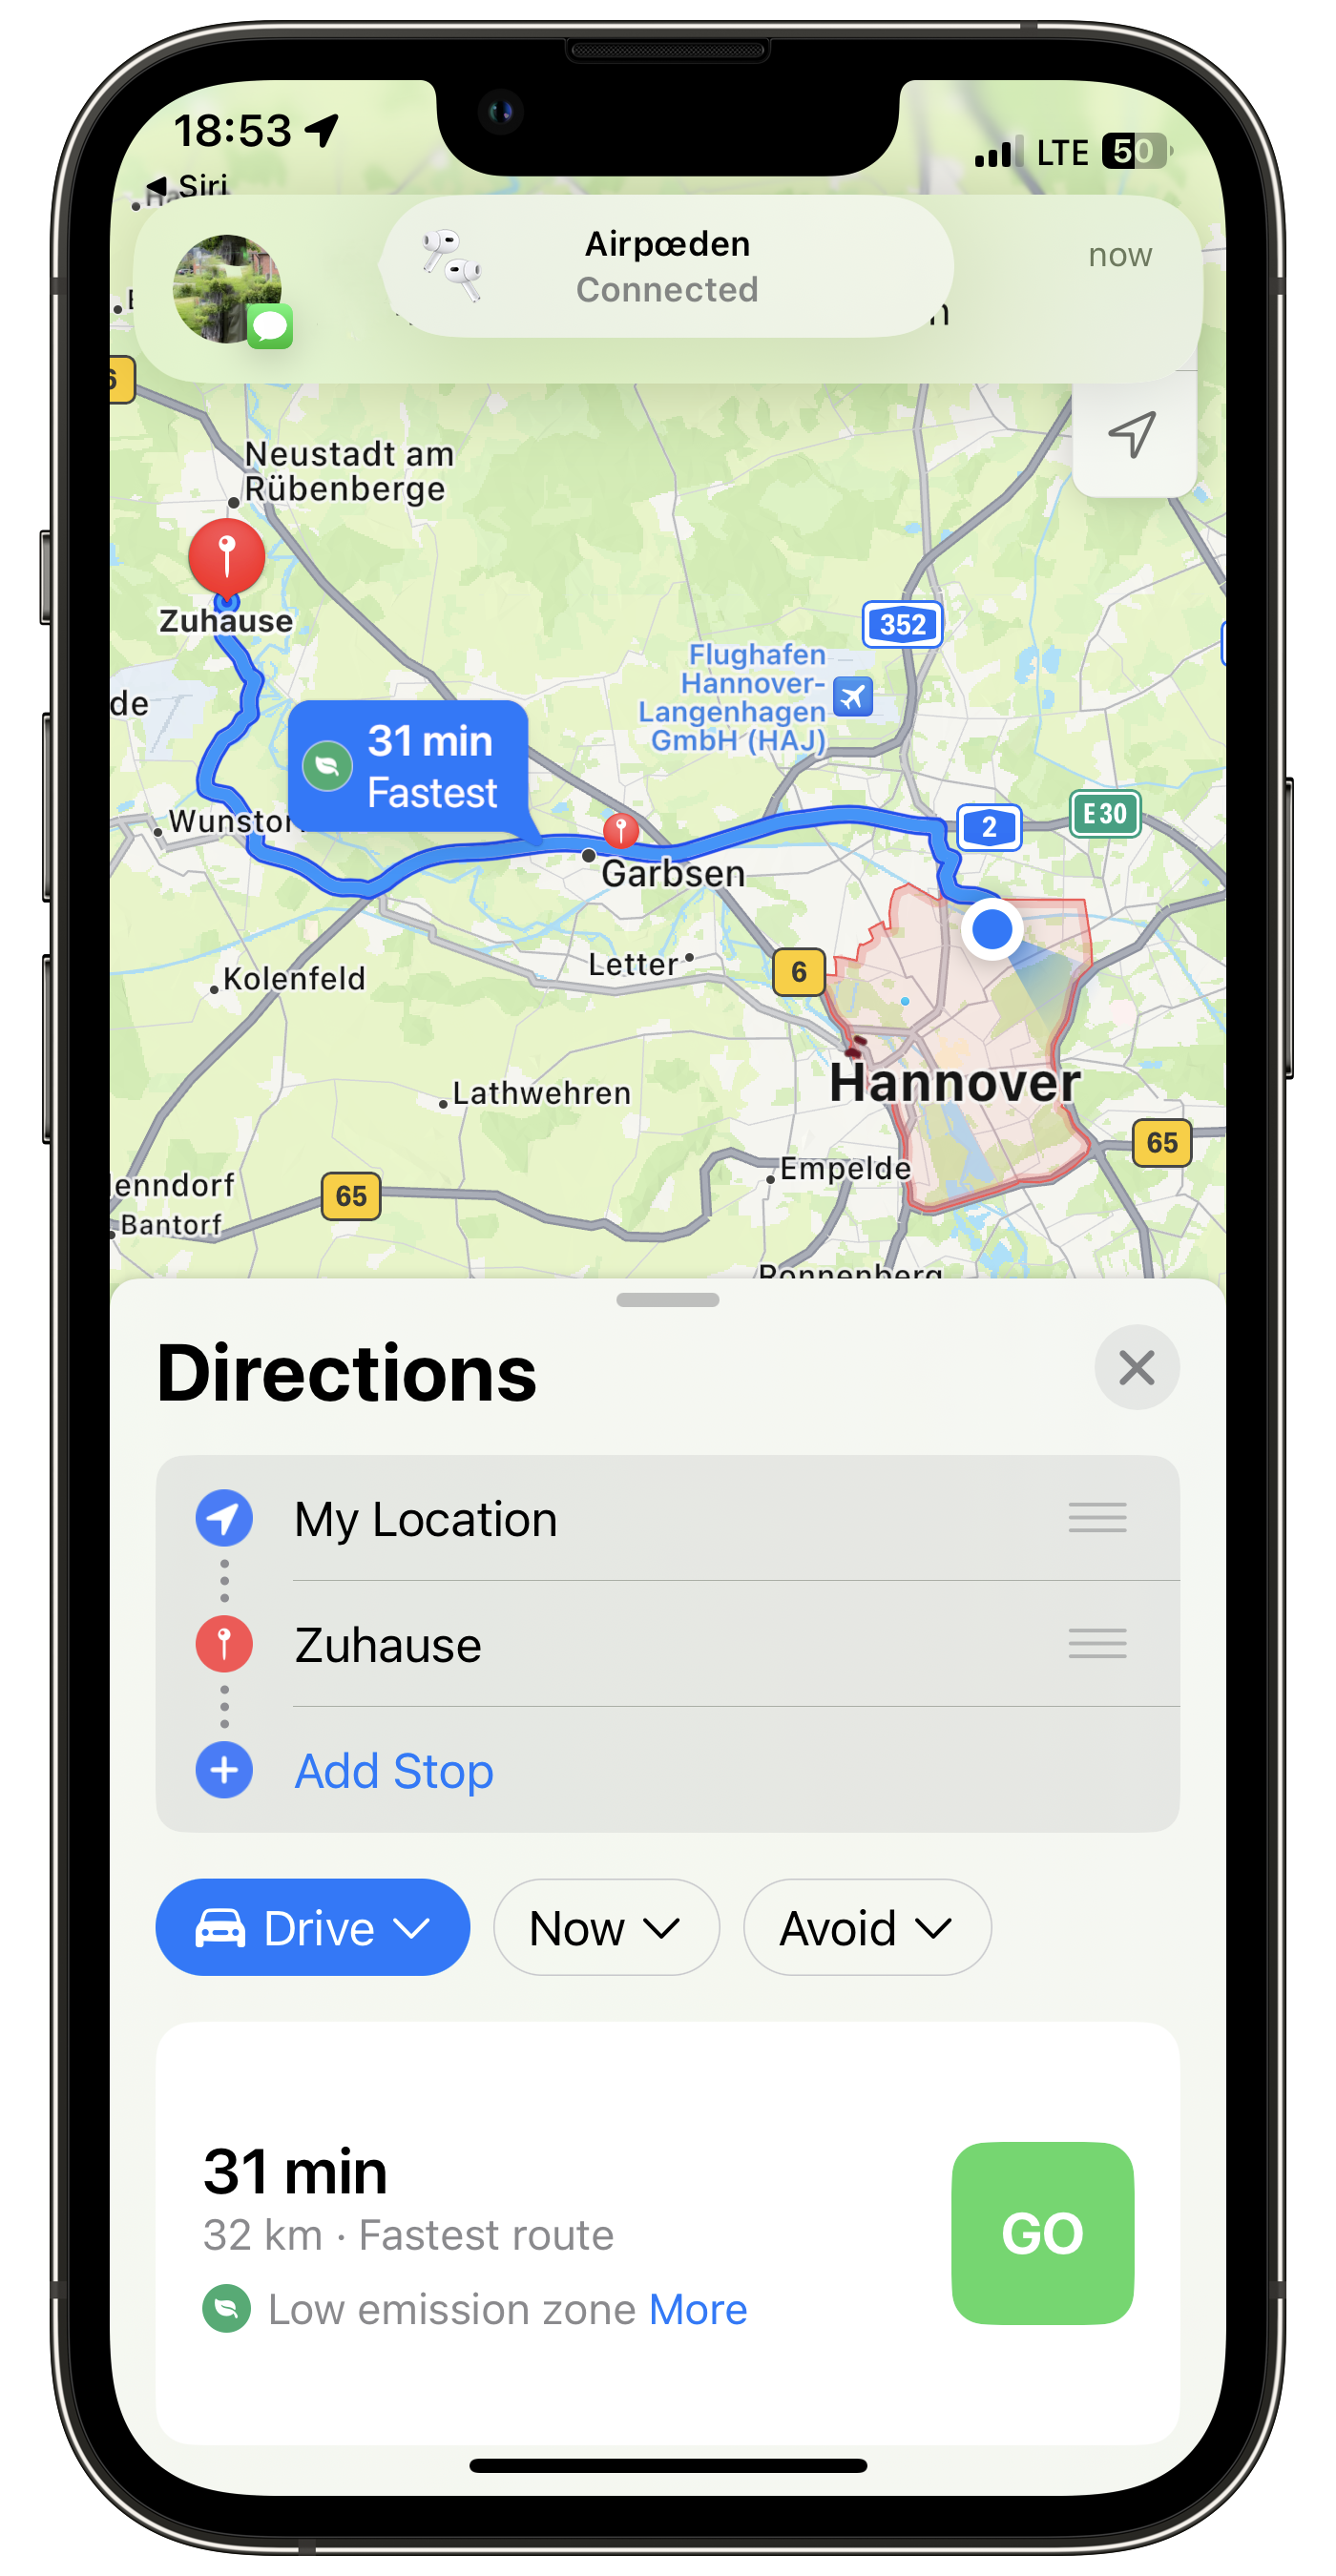 18:53
LTE 50
Siri
Airpœden
Connected
now
6
Neustadt am
Rübenberge
Zuhause
352
Flughafen
Hannover-
Langenhagen
GmbH (HAJ)
de
31 min
Fastest
2
E 30
Wunstor
Garbsen
Letter
6
Kolenfeld
Hannover
Lathwehren
65
Empelde
enndorf
65
Bantorf
Ronnenberg
Directions
My Location
Zuhause
Add Stop
Drive
Now
Avoid
31 min
32 km · Fastest route
GO
Low emission zone More